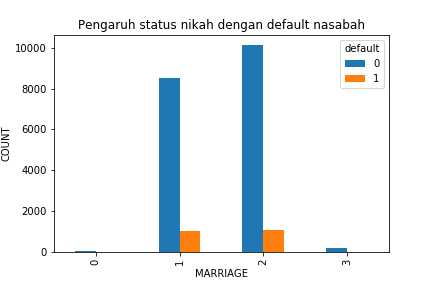 Pengaruh status nikah dengan default nasabah
default
0
1
10000
8000
6000
4000
2000
0
COUNT
0 1 2 3
MARRIAGE